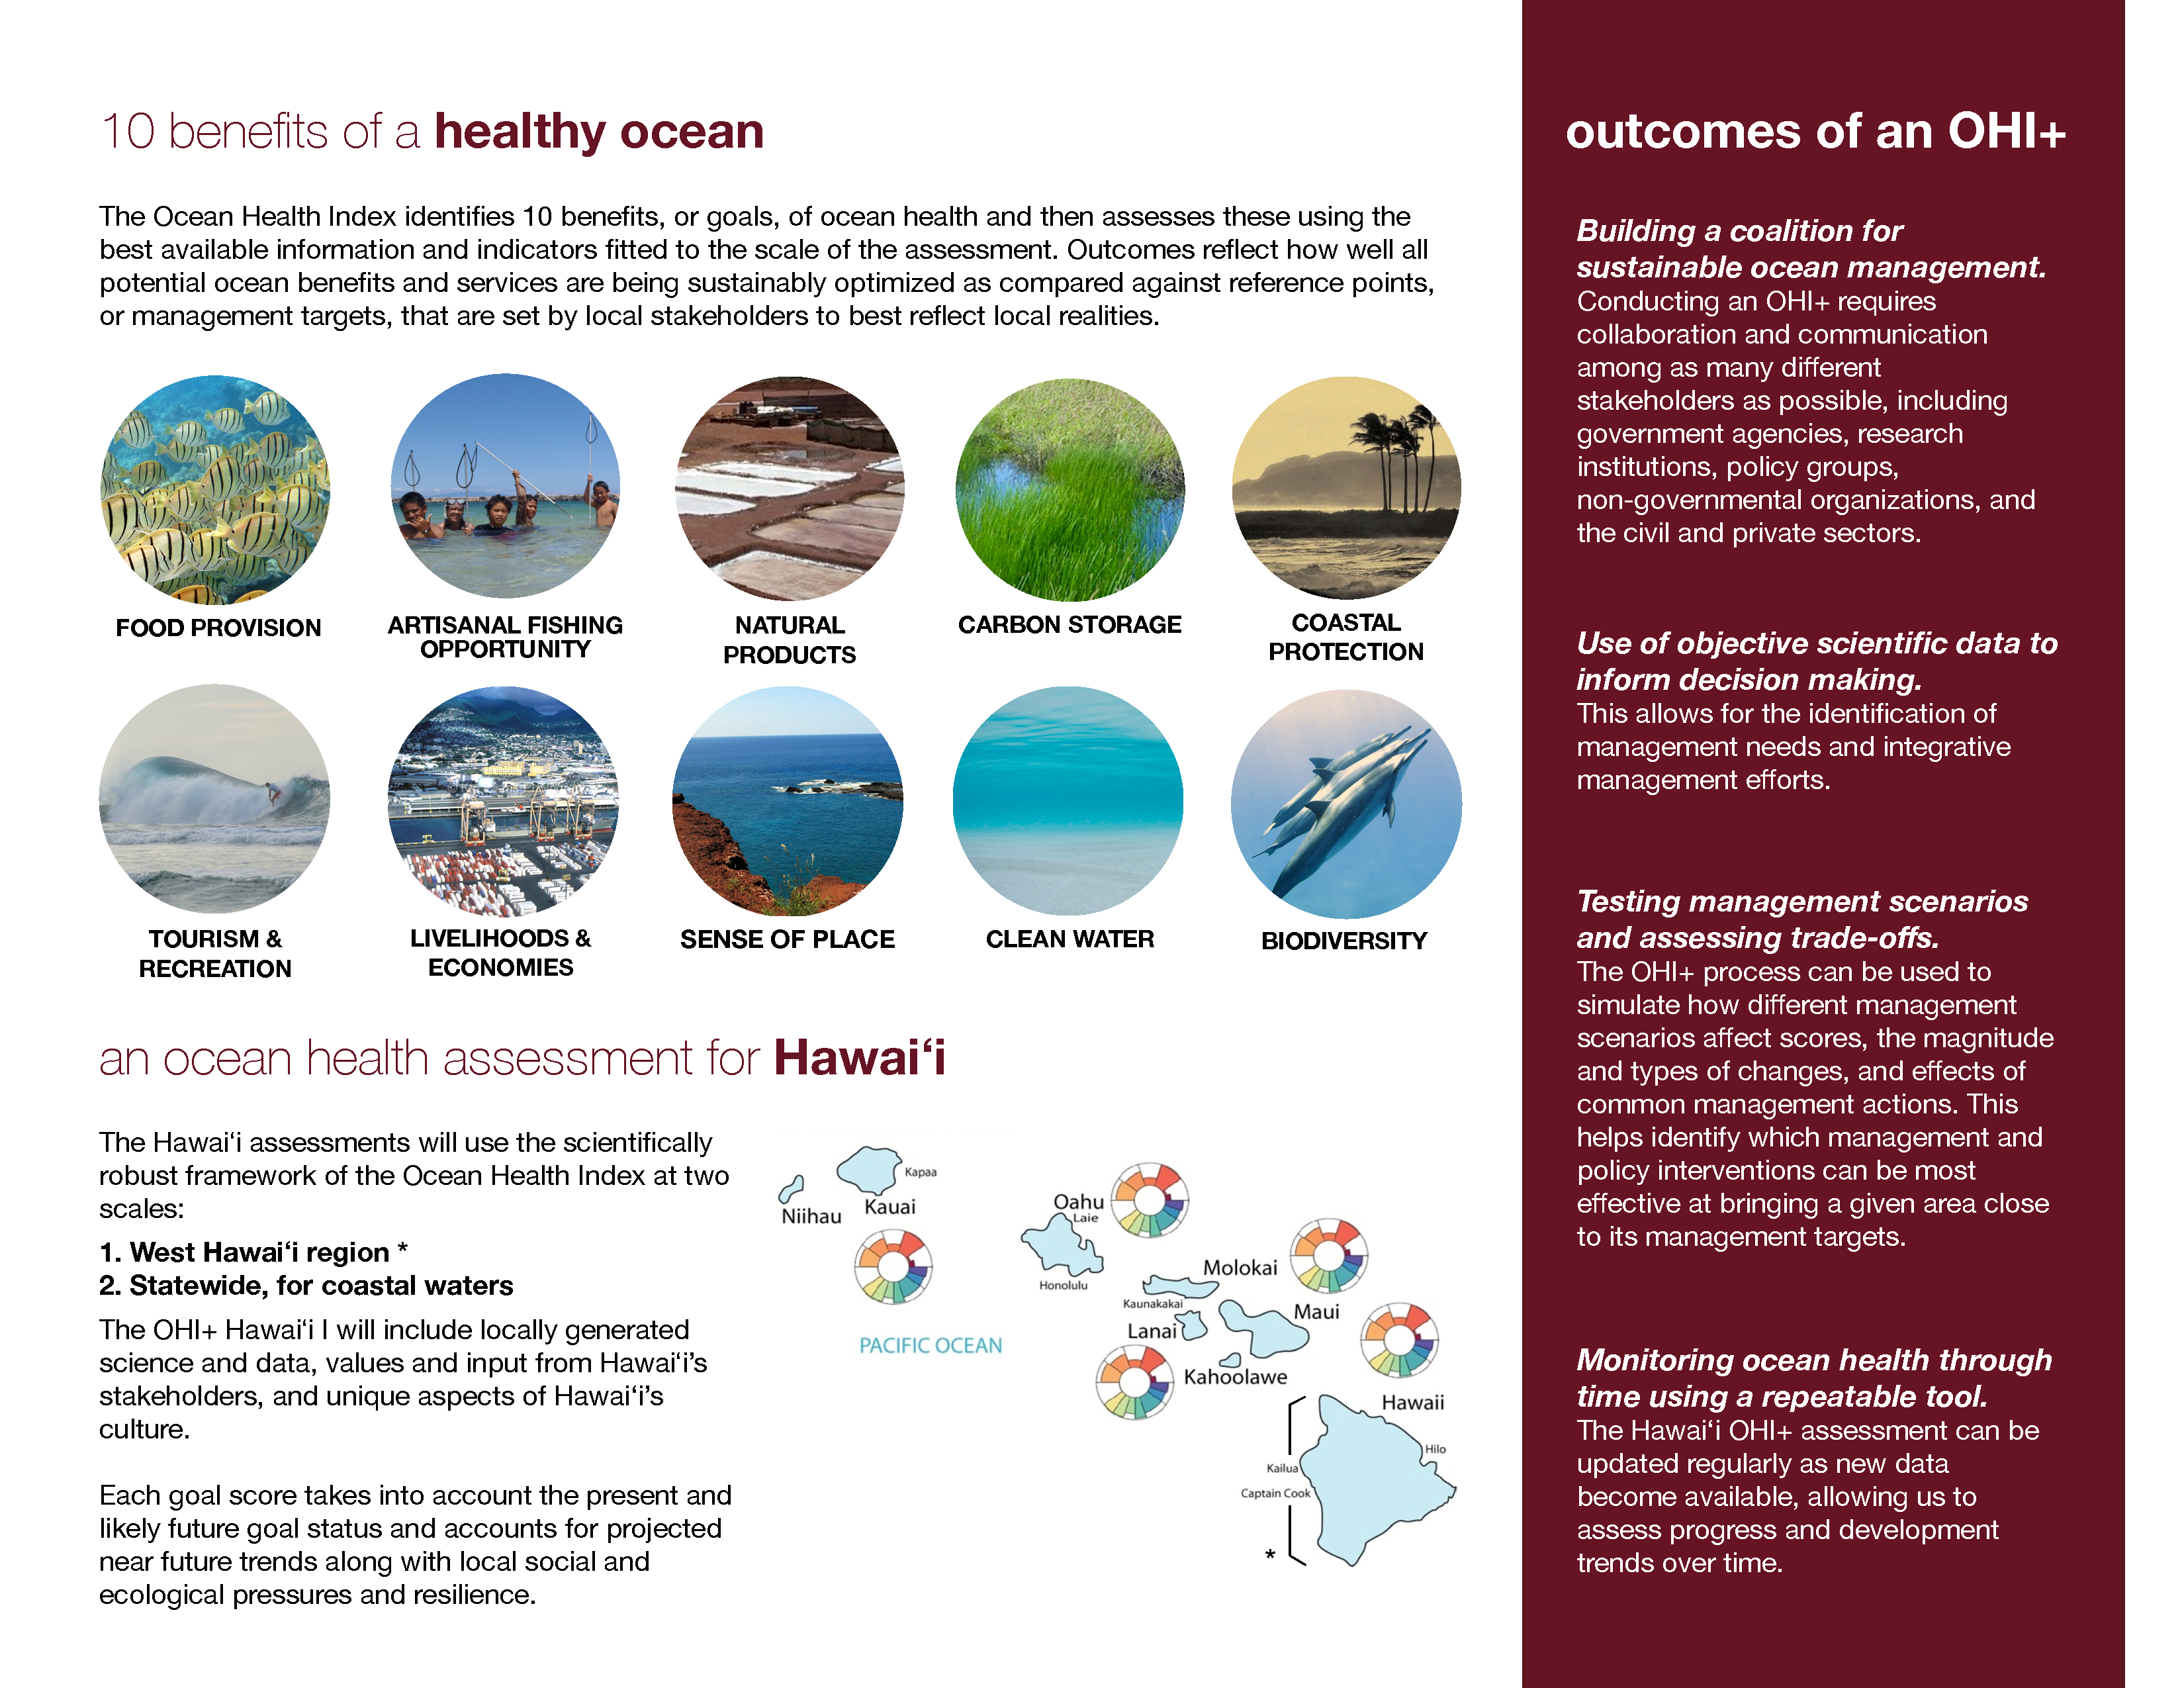 10 benefits of a healthy ocean
The Ocean Health Index identifies 10 benefits, or goals, of ocean health and then assesses these using the
best available information and indicators fitted to the scale of the assessment. Outcomes reflect how well all
potential ocean benefits and services are being sustainably optimized as compared against reference points,
or management targets, that are set by local stakeholders to best reflect local realities.
FOOD PROVISION
ARTISANAL FISHING
OPPORTUNITY
NATURAL
PRODUCTS
CARBON STORAGE
COASTAL
PROTECTION
TOURISM &
RECREATION
LIVELIHOODS &
ECONOMIES
SENSE OF PLACE
CLEAN WATER
BIODIVERSITY
an ocean health assessment for Hawai‘i
The Hawai‘i assessments will use the scientifically
robust framework of the Ocean Health Index at two
scales:
1. West Hawai‘i region *
2. Statewide, for coastal waters
The OHI+ Hawai‘i I will include locally generated
science and data, values and input from Hawai‘i’s
stakeholders, and unique aspects of Hawai‘i’s
culture.
Each goal score takes into account the present and
likely future goal status and accounts for projected
near future trends along with local social and
ecological pressures and resilience.
Kapaa
Kauai
Niihau
Oahu
Laie
Honolulu
Molokai
Kaunakakai
Maui
Lanai
PACIFIC OCEAN
Kahoolawe
Hawaii
Hilo
Kailua
Captain Cook
*
outcomes of an OHI+
Building a coalition for
sustainable ocean management.
Conducting an OHI+ requires
collaboration and communication
among as many different
stakeholders as possible, including
government agencies, research
institutions, policy groups,
non-governmental organizations, and
the civil and private sectors.
Use of objective scientific data to
inform decision making.
This allows for the identification of
management needs and integrative
management efforts.
Testing management scenarios
and assessing trade-offs.
The OHI+ process can be used to
simulate how different management
scenarios affect scores, the magnitude
and types of changes, and effects of
common management actions. This
helps identify which management and
policy interventions can be most
effective at bringing a given area close
to its management targets.
Monitoring ocean health through
time using a repeatable tool.
The Hawai‘i OHI+ assessment can be
updated regularly as new data
become available, allowing us to
assess progress and development
trends over time.